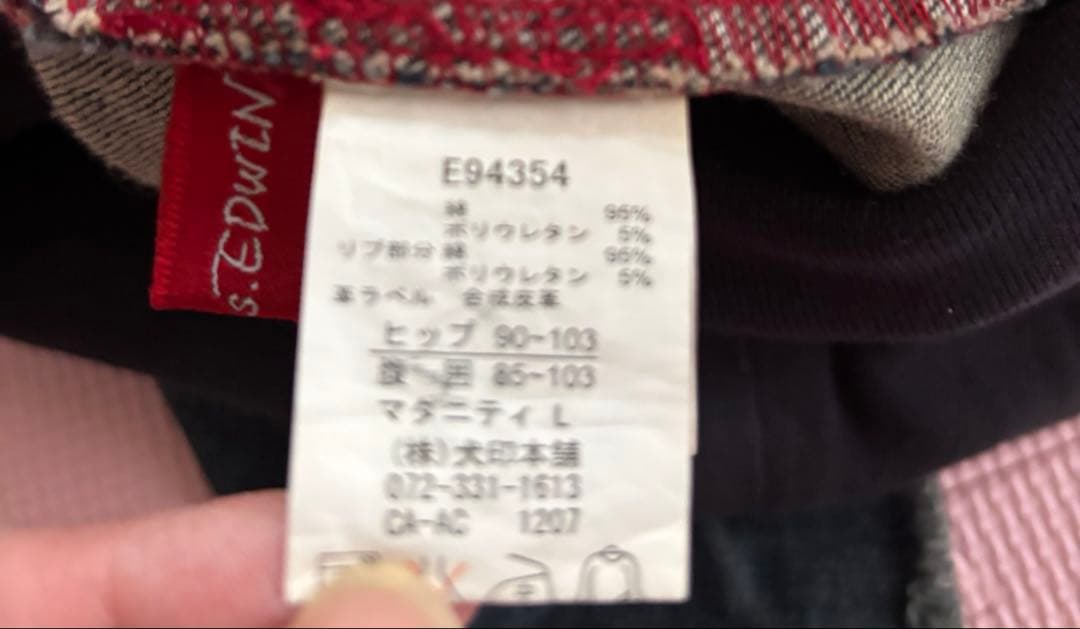 S.EDWIN
E94354
綿 95%
ポリウレタン 5%
リブ部分 綿 95%
ポリウレタン 5%
革ラベル 合成皮革
ヒップ 90-103
腹 囲 85-103
マタニティ L
(株)犬印本舗
072-331-1613
CA-AC 1207